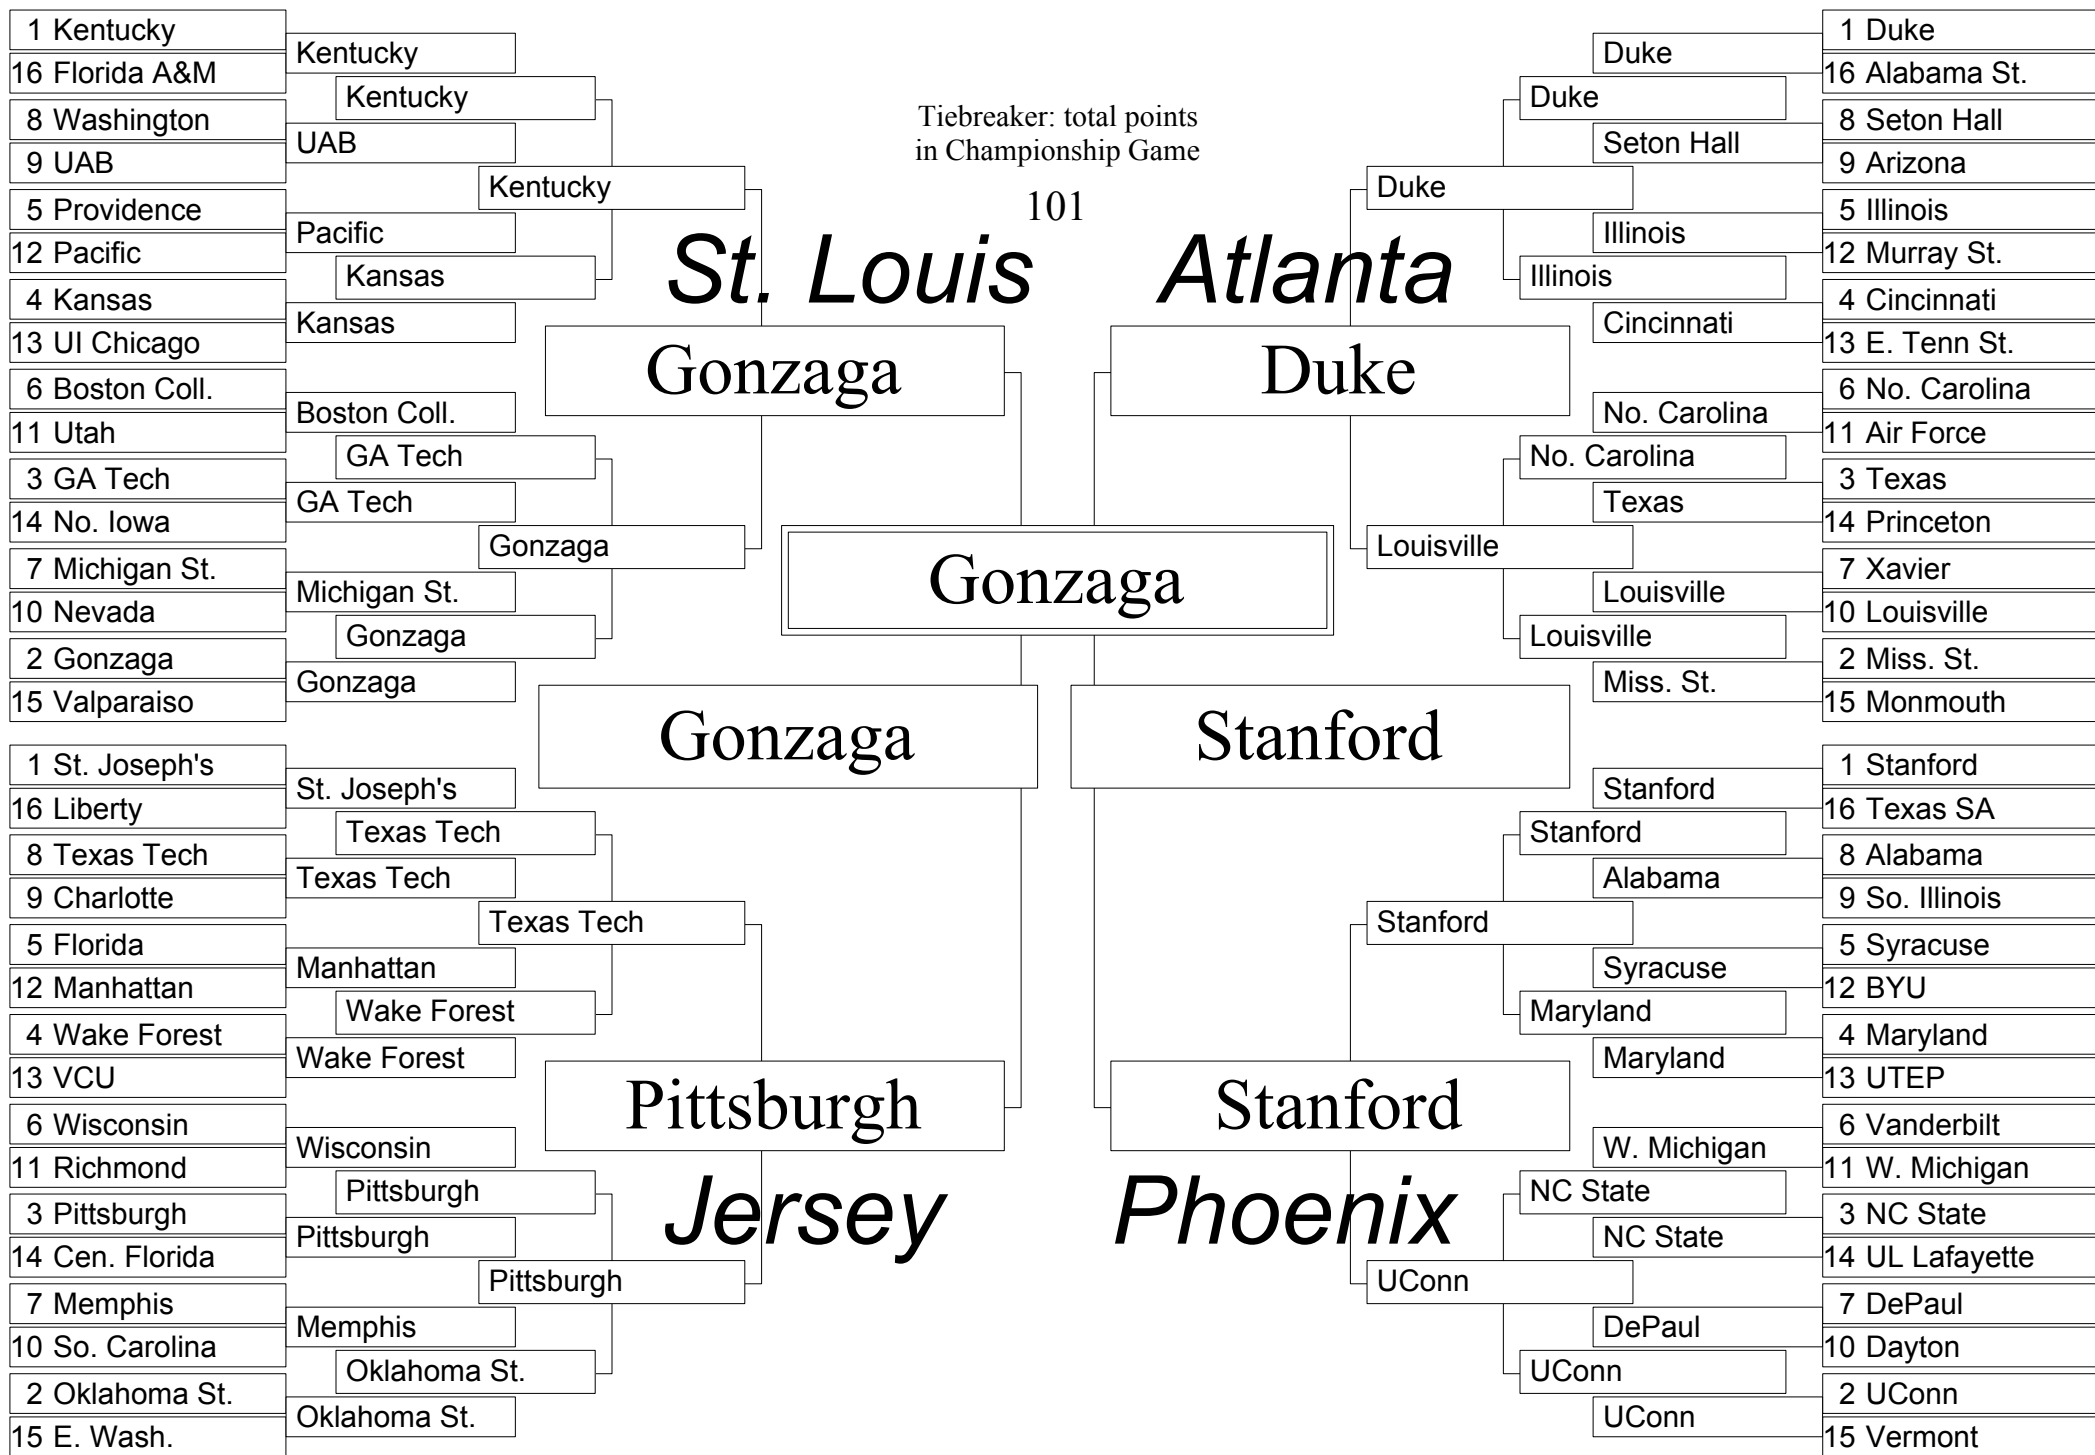 1 Kentucky
16 Florida A&M
8 Washington
9 UAB
5 Providence
12 Pacific
4 Kansas
13 UI Chicago
6 Boston Coll.
11 Utah
3 GA Tech
14 No. Iowa
7 Michigan St.
10 Nevada
2 Gonzaga
15 Valparaiso
Kentucky
UAB
Pacific
Kansas
Boston Coll.
GA Tech
Michigan St.
Gonzaga
Kentucky
Kansas
GA Tech
Gonzaga
Kentucky
Gonzaga
St. Louis
Gonzaga
1 St. Joseph's
16 Liberty
8 Texas Tech
9 Charlotte
5 Florida
12 Manhattan
4 Wake Forest
13 VCU
6 Wisconsin
11 Richmond
3 Pittsburgh
14 Cen. Florida
7 Memphis
10 So. Carolina
2 Oklahoma St.
15 E. Wash.
St. Joseph's
Texas Tech
Manhattan
Wake Forest
Wisconsin
Pittsburgh
Memphis
Oklahoma St.
Texas Tech
Wake Forest
Pittsburgh
Oklahoma St.
Texas Tech
Pittsburgh
Pittsburgh
Jersey
Tiebreaker: total points
in Championship Game
101
Gonzaga
Gonzaga
Stanford
Atlanta
Duke
Duke
Louisville
Duke
Illinois
No. Carolina
Louisville
Duke
Seton Hall
Illinois
Cincinnati
No. Carolina
Texas
Louisville
Miss. St.
1 Duke
16 Alabama St.
8 Seton Hall
9 Arizona
5 Illinois
12 Murray St.
4 Cincinnati
13 E. Tenn St.
6 No. Carolina
11 Air Force
3 Texas
14 Princeton
7 Xavier
10 Louisville
2 Miss. St.
15 Monmouth
Stanford
Phoenix
Stanford
UConn
Stanford
Maryland
NC State
UConn
Stanford
Alabama
Syracuse
Maryland
W. Michigan
NC State
DePaul
UConn
1 Stanford
16 Texas SA
8 Alabama
9 So. Illinois
5 Syracuse
12 BYU
4 Maryland
13 UTEP
6 Vanderbilt
11 W. Michigan
3 NC State
14 UL Lafayette
7 DePaul
10 Dayton
2 UConn
15 Vermont